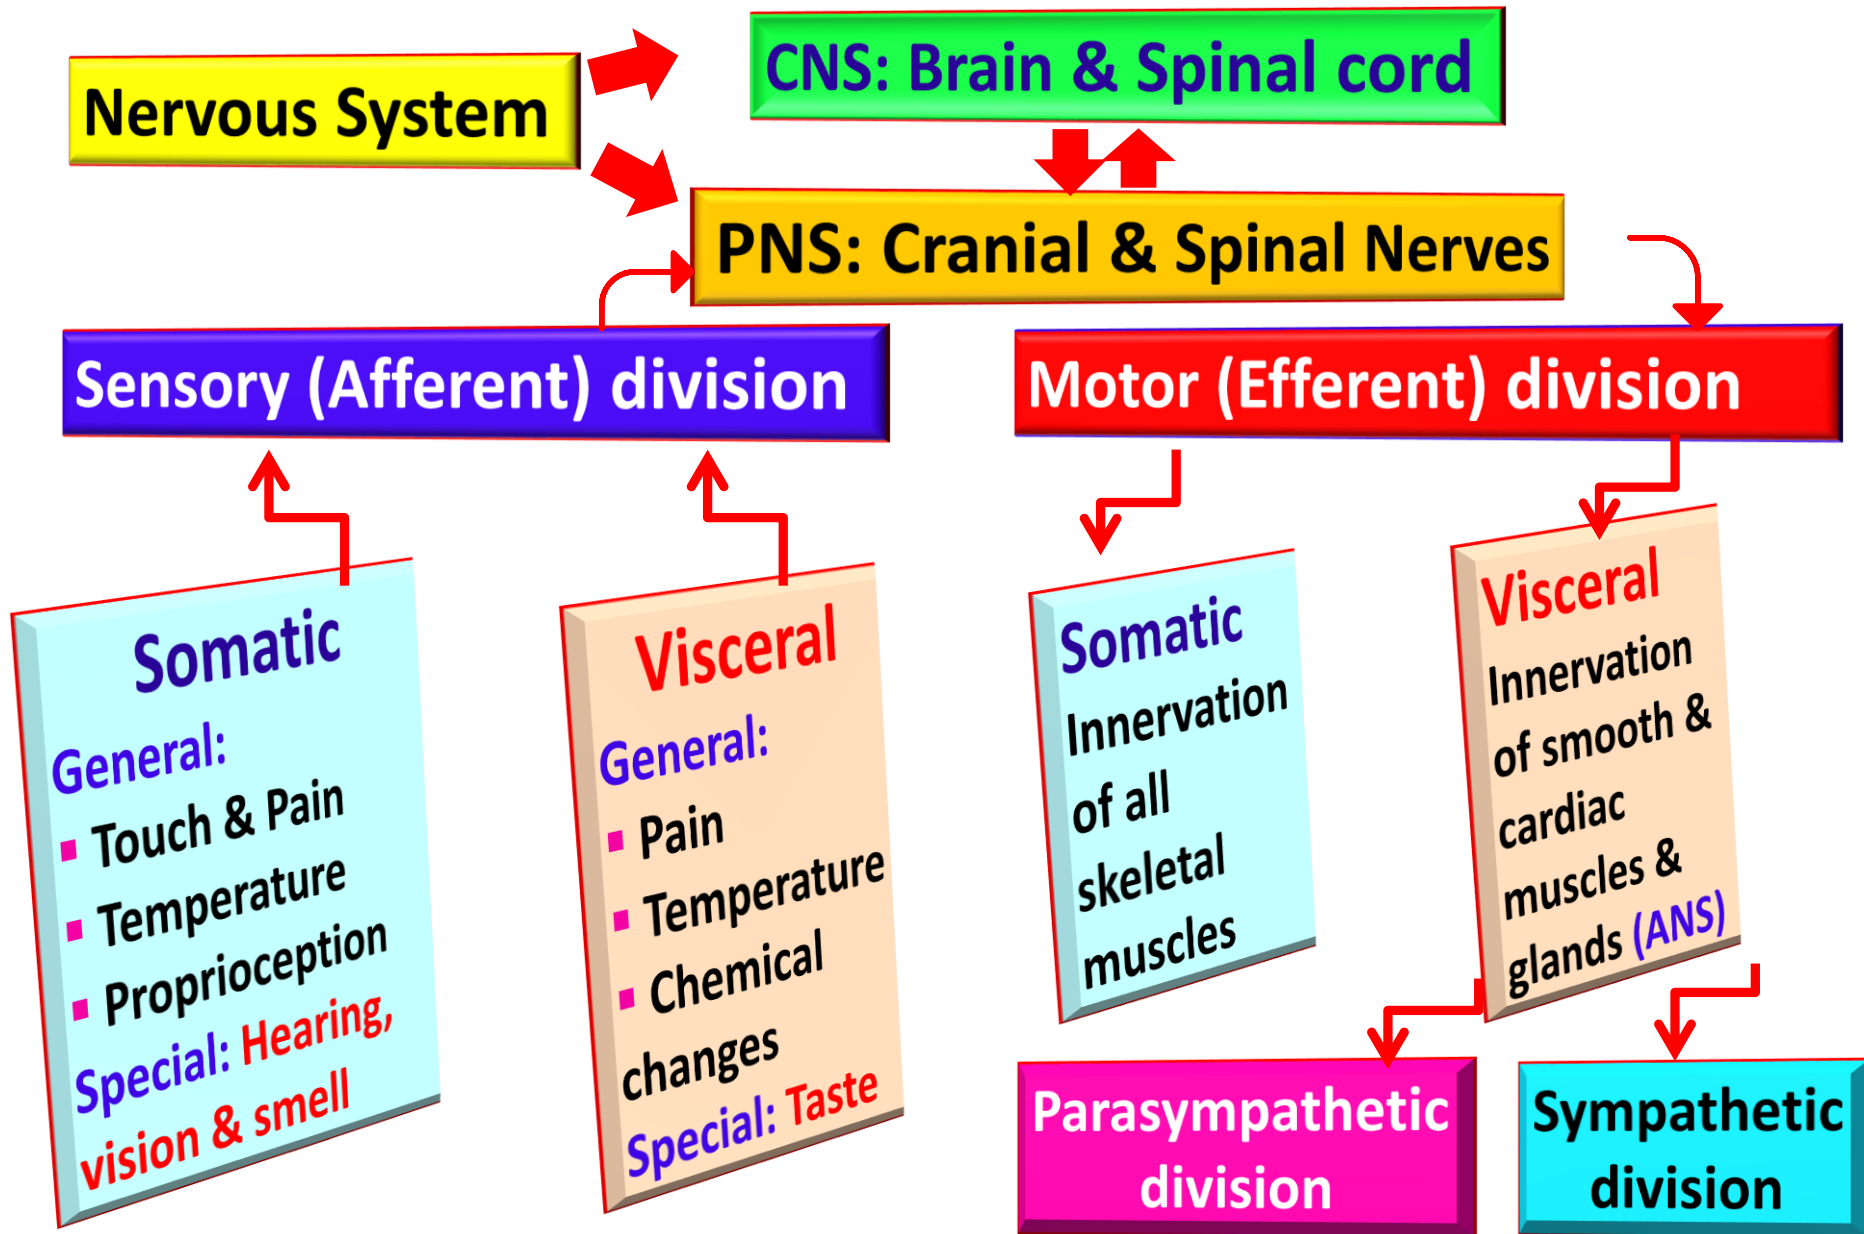 Nervous System
CNS: Brain & Spinal cord
PNS: Cranial & Spinal Nerves
Sensory (Afferent) division
Motor (Efferent) division
Somatic
General:
▪ Touch & Pain
▪ Temperature
▪ Proprioception
Special: Hearing,
vision & smell
Visceral
General:
▪ Pain
▪ Temperature
▪ Chemical
changes
Special: Taste
Somatic
Innervation
of all
skeletal
muscles
Visceral
Innervation
of smooth &
cardiac
muscles &
glands (ANS)
Parasympathetic
division
Sympathetic
division